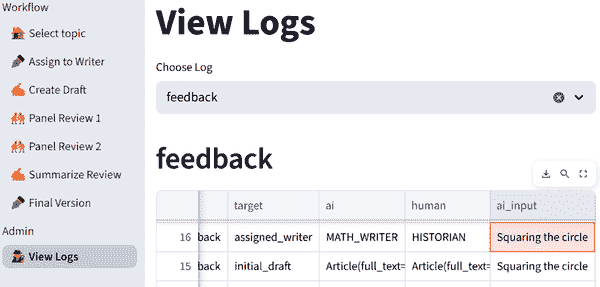 Workflow
Select topic
Assign to Writer
Create Draft
Panel Review 1
Panel Review 2
Summarize Review
Final Version
Admin
View Logs
View Logs
Choose Log
feedback
feedback
target ai human ai_input
16 back assigned_writer MATH_WRITER HISTORIAN Squaring the circle
15 back initial_draft Article(full_text= Article(full_text= Squaring the circle